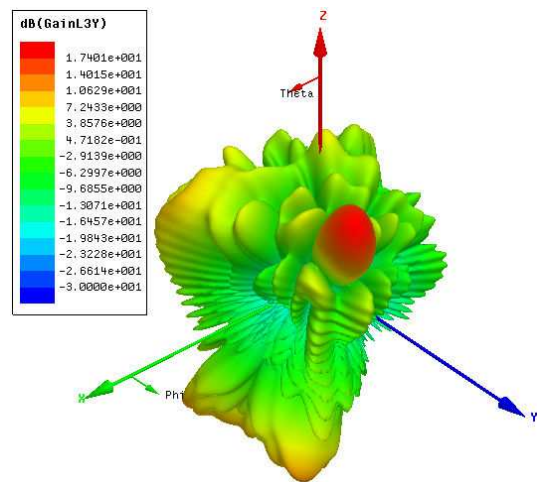 dB(GainL3Y)
1.7401e+001
1.4015e+001
1.0629e+001
7.2433e+000
3.8576e+000
4.7182e-001
-2.9139e+000
-6.2997e+000
-9.6855e+000
-1.3071e+001
-1.6457e+001
-1.9843e+001
-2.3228e+001
-2.6614e+001
-3.0000e+001
Z
Theta
X
Phi
Y